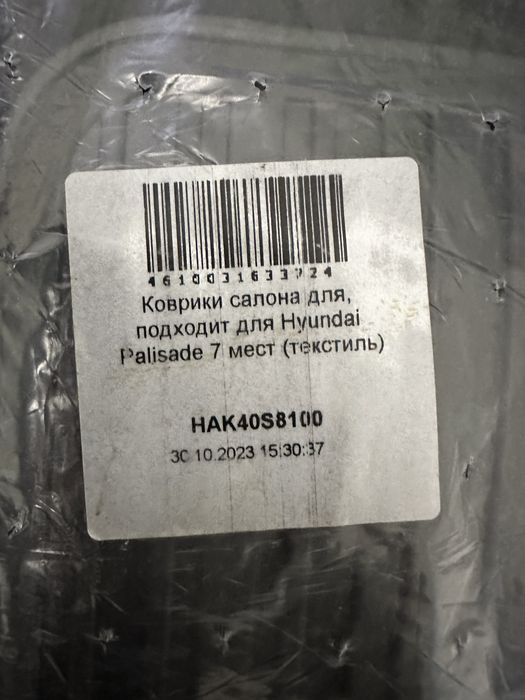 4610031633724
Коврики салона для,
подходит для Hyundai
Palisade 7 мест (текстиль)
HAK40S8100
30.10.2023 15:30:37